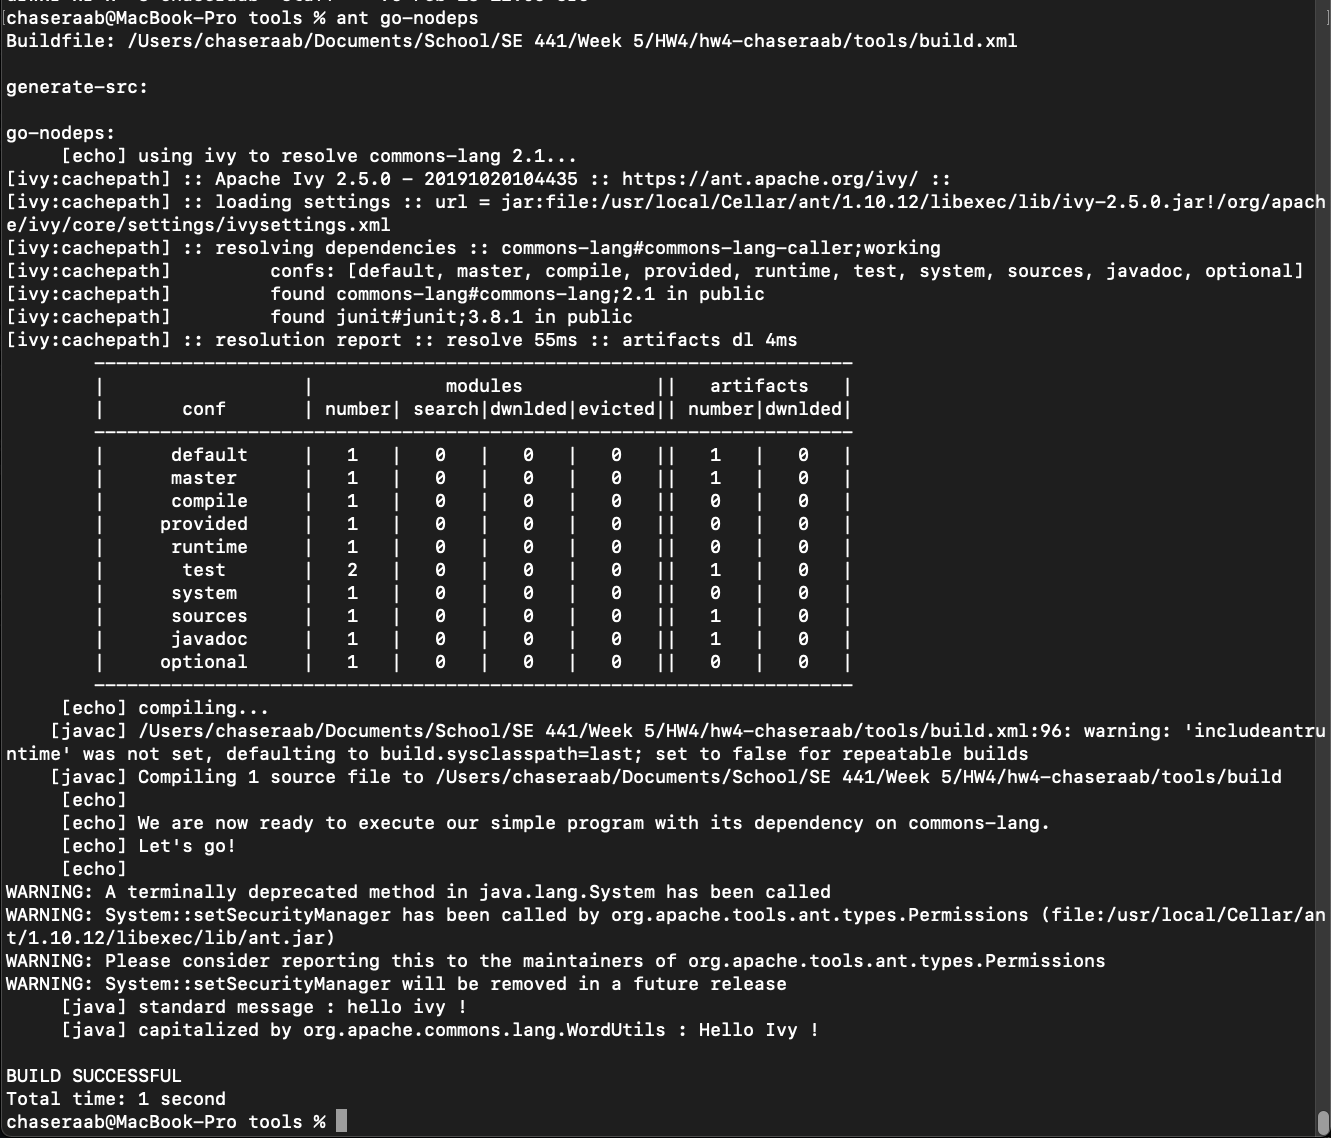 chaseraab@MacBook-Pro tools % ant go-nodeps
Buildfile: /Users/chaseraab/Documents/School/SE 441/Week 5/HW4/hw4-chaseraab/tools/build.xml

generate-src:

go-nodeps:
     [echo] using ivy to resolve commons-lang 2.1...
[ivy:cachepath] :: Apache Ivy 2.5.0 - 20191020104435 :: https://ant.apache.org/ivy/ ::
[ivy:cachepath] :: loading settings :: url = jar:file:/usr/local/Cellar/ant/1.10.12/libexec/lib/ivy-2.5.0.jar!/org/apach
e/ivy/core/settings/ivysettings.xml
[ivy:cachepath] :: resolving dependencies :: commons-lang#commons-lang-caller;working
[ivy:cachepath]         confs: [default, master, compile, provided, runtime, test, system, sources, javadoc, optional]
[ivy:cachepath]         found commons-lang#commons-lang;2.1 in public
[ivy:cachepath]         found junit#junit;3.8.1 in public
[ivy:cachepath] :: resolution report :: resolve 55ms :: artifacts dl 4ms
        ---------------------------------------------------------------------
        |                  |            modules            ||   artifacts   |
        |       conf       | number| search|dwnlded|evicted|| number|dwnlded|
        ---------------------------------------------------------------------
        |      default     |   1   |   0   |   0   |   0   ||   1   |   0   |
        |      master      |   1   |   0   |   0   |   0   ||   1   |   0   |
        |      compile     |   1   |   0   |   0   |   0   ||   0   |   0   |
        |     provided     |   1   |   0   |   0   |   0   ||   0   |   0   |
        |      runtime     |   1   |   0   |   0   |   0   ||   0   |   0   |
        |       test       |   2   |   0   |   0   |   0   ||   1   |   0   |
        |      system      |   1   |   0   |   0   |   0   ||   0   |   0   |
        |      sources     |   1   |   0   |   0   |   0   ||   1   |   0   |
        |      javadoc     |   1   |   0   |   0   |   0   ||   1   |   0   |
        |     optional     |   1   |   0   |   0   |   0   ||   0   |   0   |
        ---------------------------------------------------------------------
     [echo] compiling...
    [javac] /Users/chaseraab/Documents/School/SE 441/Week 5/HW4/hw4-chaseraab/tools/build.xml:96: warning: 'includeantru
ntime' was not set, defaulting to build.sysclasspath=last; set to false for repeatable builds
    [javac] Compiling 1 source file to /Users/chaseraab/Documents/School/SE 441/Week 5/HW4/hw4-chaseraab/tools/build
     [echo]
     [echo] We are now ready to execute our simple program with its dependency on commons-lang.
     [echo] Let's go!
     [echo]
WARNING: A terminally deprecated method in java.lang.System has been called
WARNING: System::setSecurityManager has been called by org.apache.tools.ant.types.Permissions (file:/usr/local/Cellar/an
t/1.10.12/libexec/lib/ant.jar)
WARNING: Please consider reporting this to the maintainers of org.apache.tools.ant.types.Permissions
WARNING: System::setSecurityManager will be removed in a future release
     [java] standard message : hello ivy !
     [java] capitalized by org.apache.commons.lang.WordUtils : Hello Ivy !

BUILD SUCCESSFUL
Total time: 1 second
chaseraab@MacBook-Pro tools %